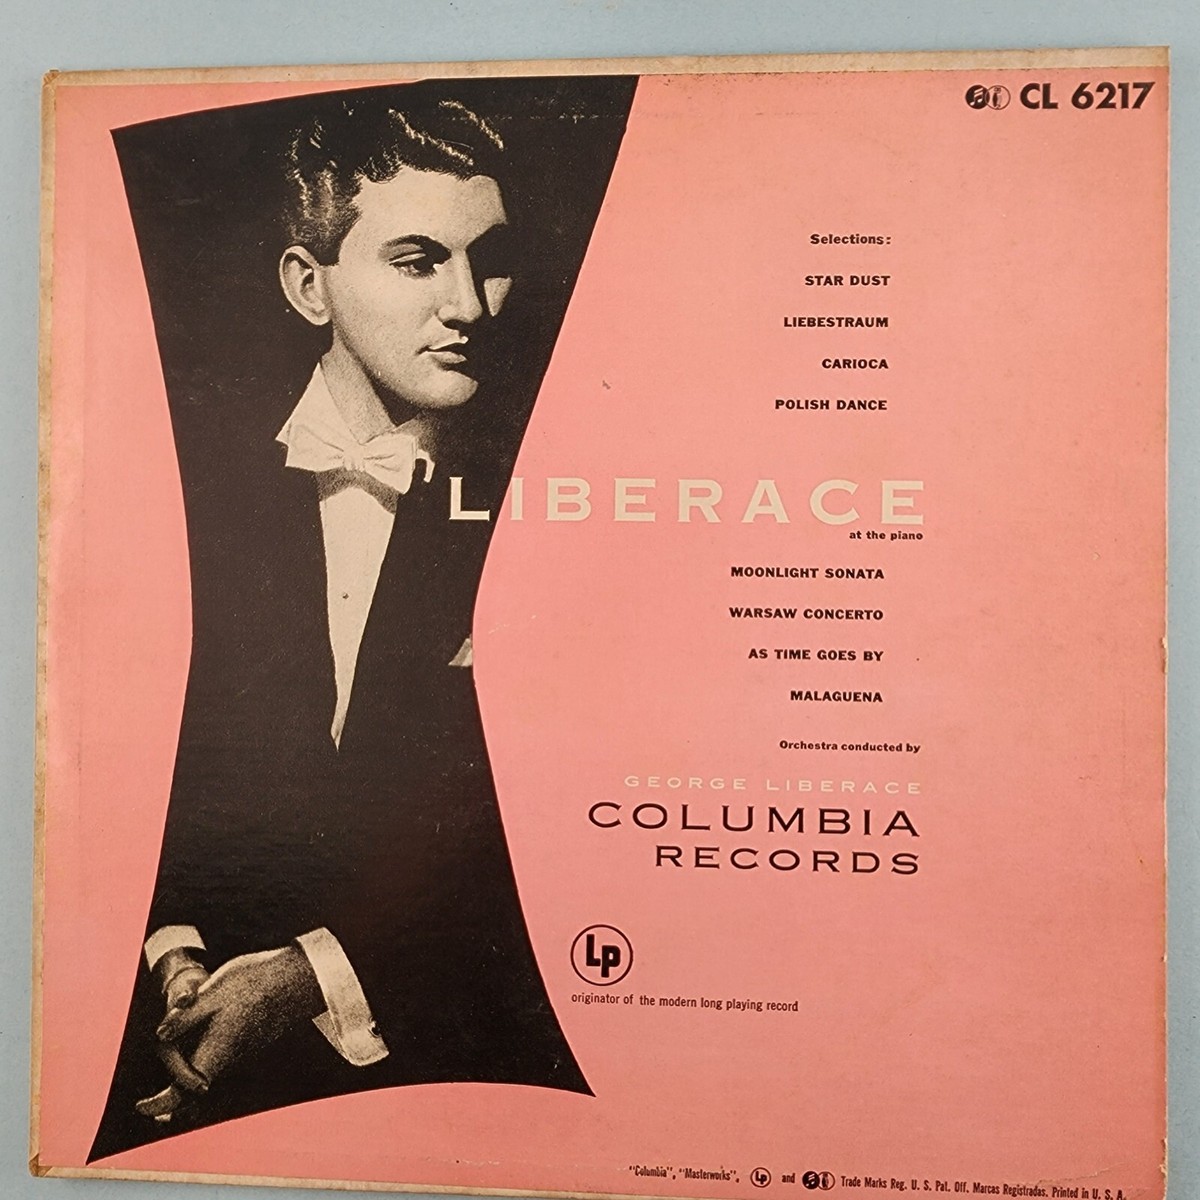 CL 6217
Selections:
STAR DUST
LIEBESTRAUM
CARIOCA
POLISH DANCE
LIBERACE
at the piano
MOONLIGHT SONATA
WARSAW CONCERTO
AS TIME GOES BY
MALAGUENA
Orchestra conducted by
GEORGE LIBERACE
COLUMBIA
RECORDS
Lp
originator of the modern long playing record
"Columbia", "Masterworks", Lp and Trade Marks Reg. U. S. Pat. Off. Marcas Registradas. Printed in U. S. A.